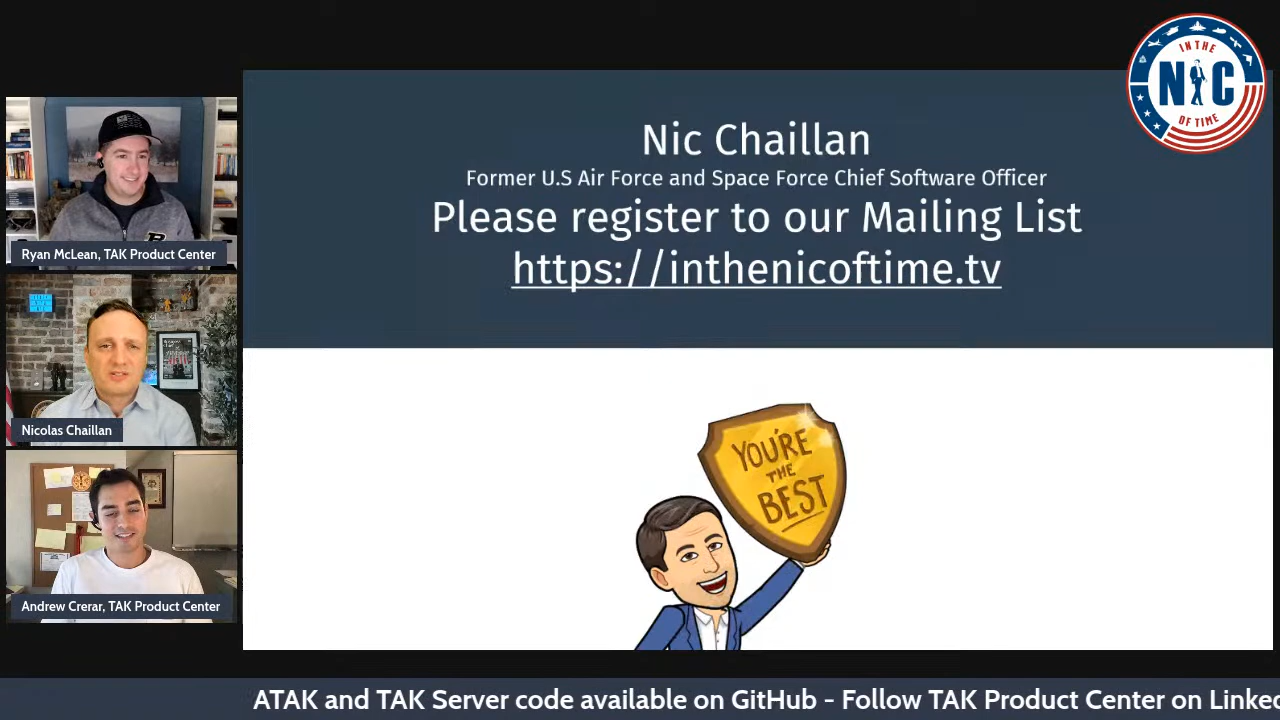 IN THE
NIC
OF TIME
Nic Chaillan
Former U.S Air Force and Space Force Chief Software Officer
Please register to our Mailing List
https://inthenicoftime.tv
Ryan McLean, TAK Product Center
Nicolas Chaillan
YOU'RE
THE
BEST
Andrew Crerar, TAK Product Center
ATAK and TAK Server code available on GitHub - Follow TAK Product Center on Linked